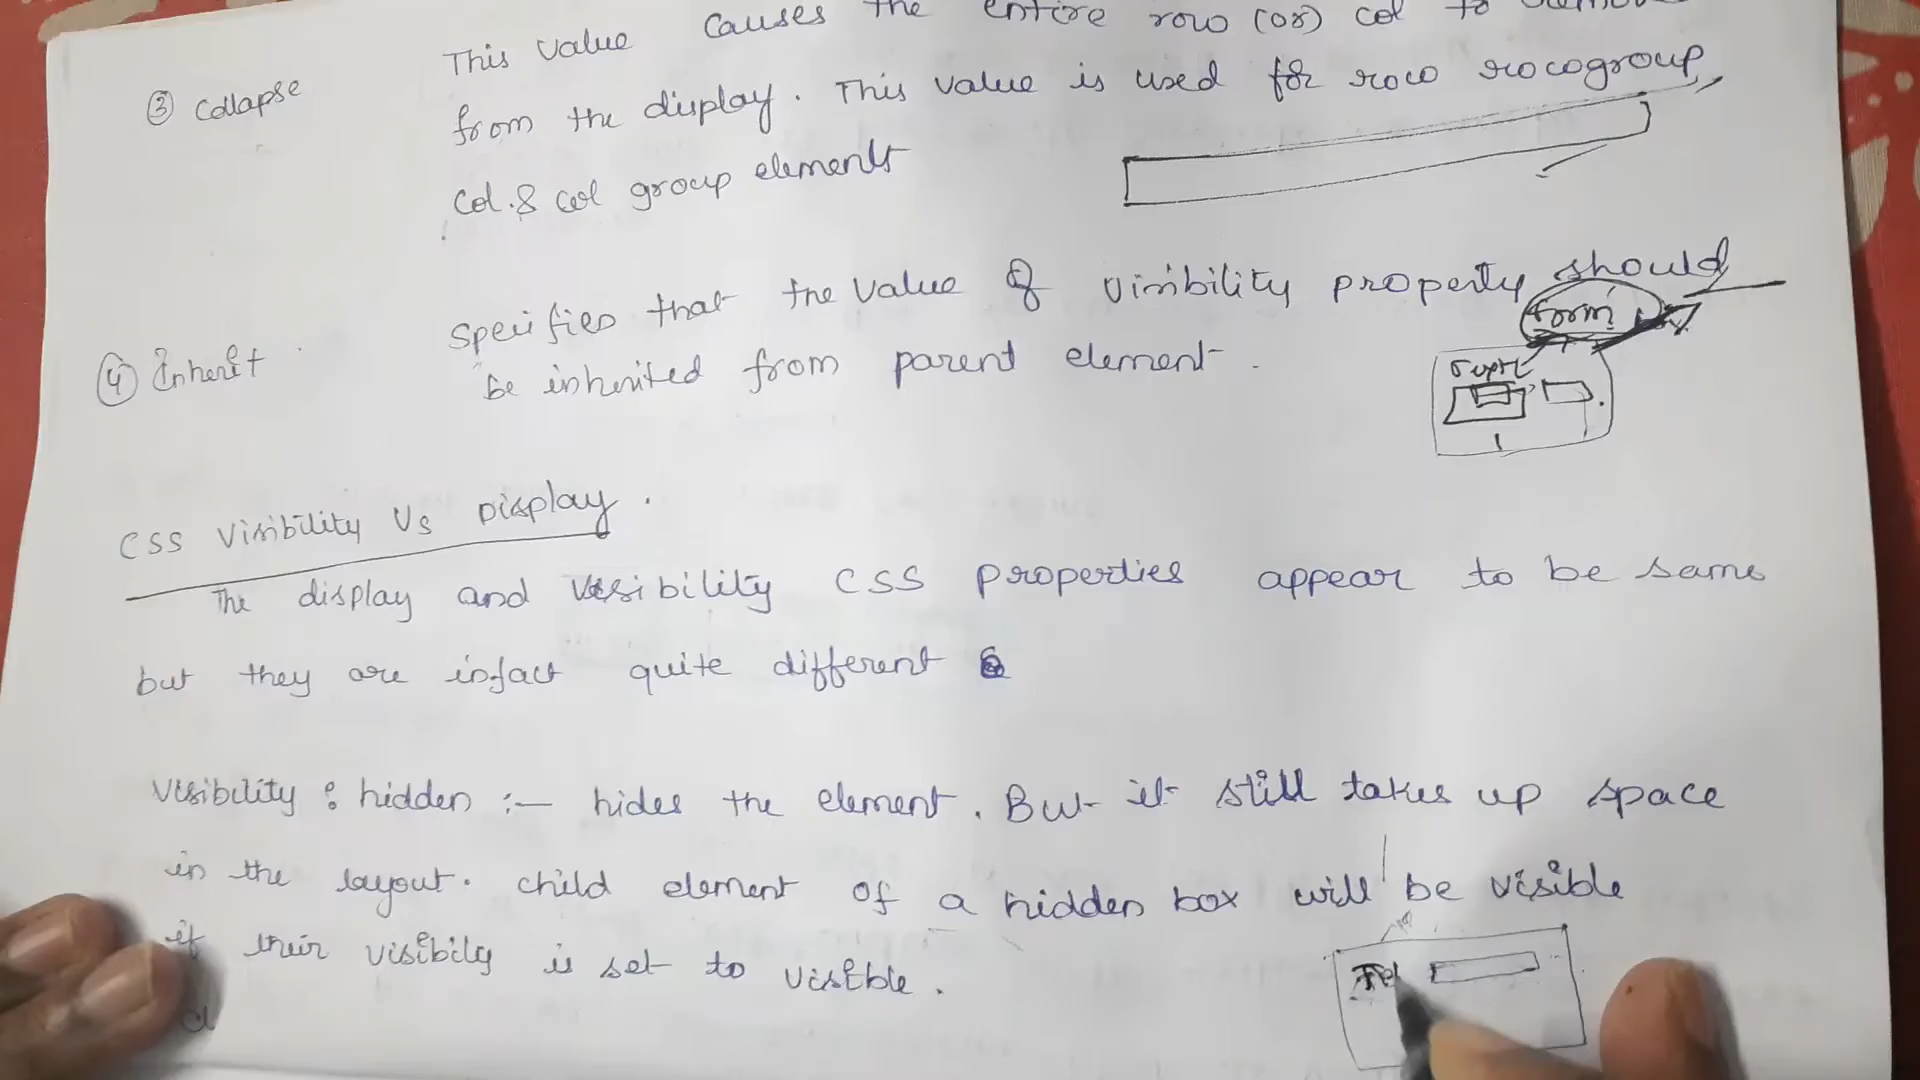 This value causes the entire row (or) col to
③ collapse
from the display. This value is used for row rowgroup,
col. & col group elements
specifies that the value of visibility property should
④ Inherit
be inherited from parent element.
form
CSS Visibility Vs Display.
The display and visibility CSS properties appear to be same
but they are infact quite different
Visibility : hidden :- hides the element. But it still takes up space
in the layout. child element of a hidden box will be visible
if their visibily is set to visible.